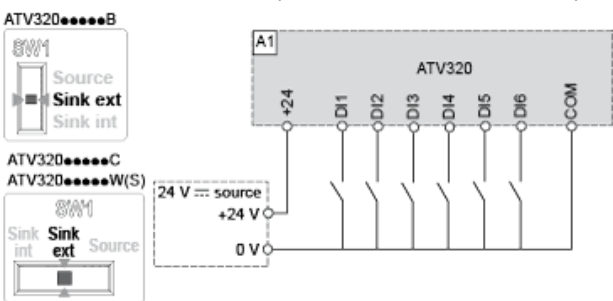 ATV320●●●●●B
SW1
Source
Sink ext
Sink int
ATV320●●●●●C
ATV320●●●●●W(S)
SW1
Sink int
Sink ext
Source
A1
ATV320
+24
DI1
DI2
DI3
DI4
DI5
DI6
COM
24 V ⎓ source
+24 V
0 V